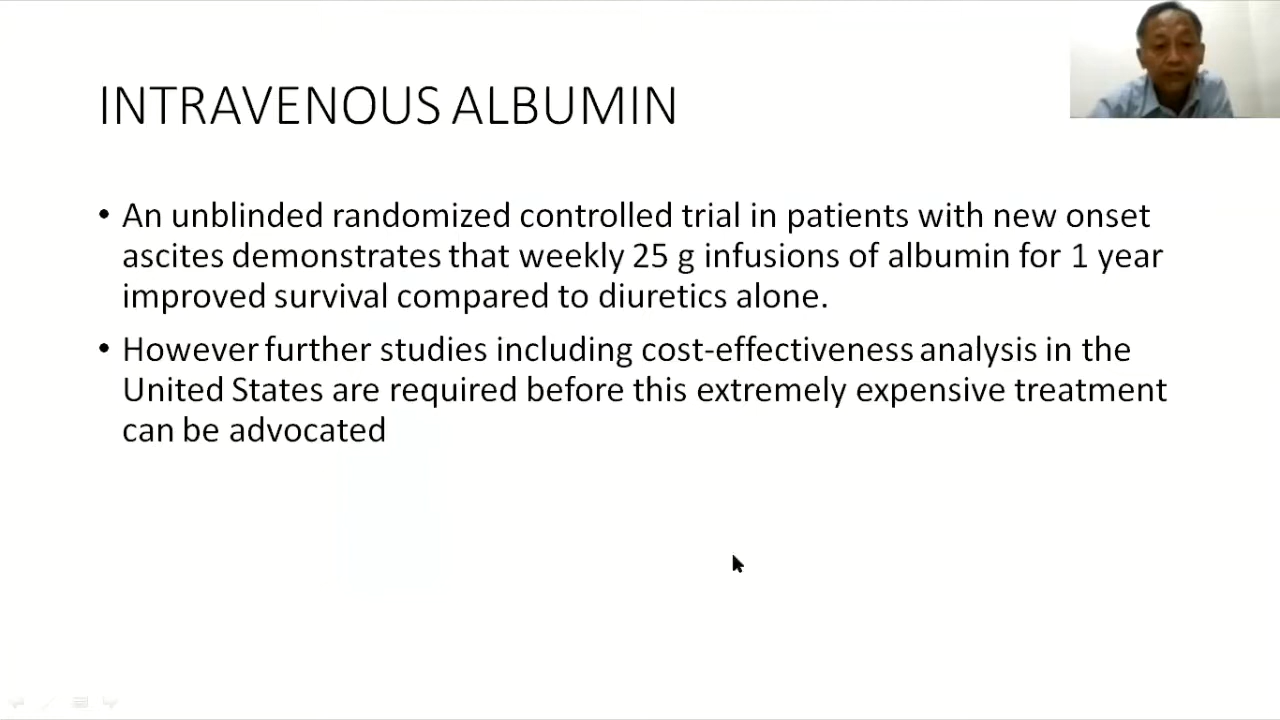 INTRAVENOUS ALBUMIN
• An unblinded randomized controlled trial in patients with new onset
ascites demonstrates that weekly 25 g infusions of albumin for 1 year
improved survival compared to diuretics alone.
• However further studies including cost-effectiveness analysis in the
United States are required before this extremely expensive treatment
can be advocated